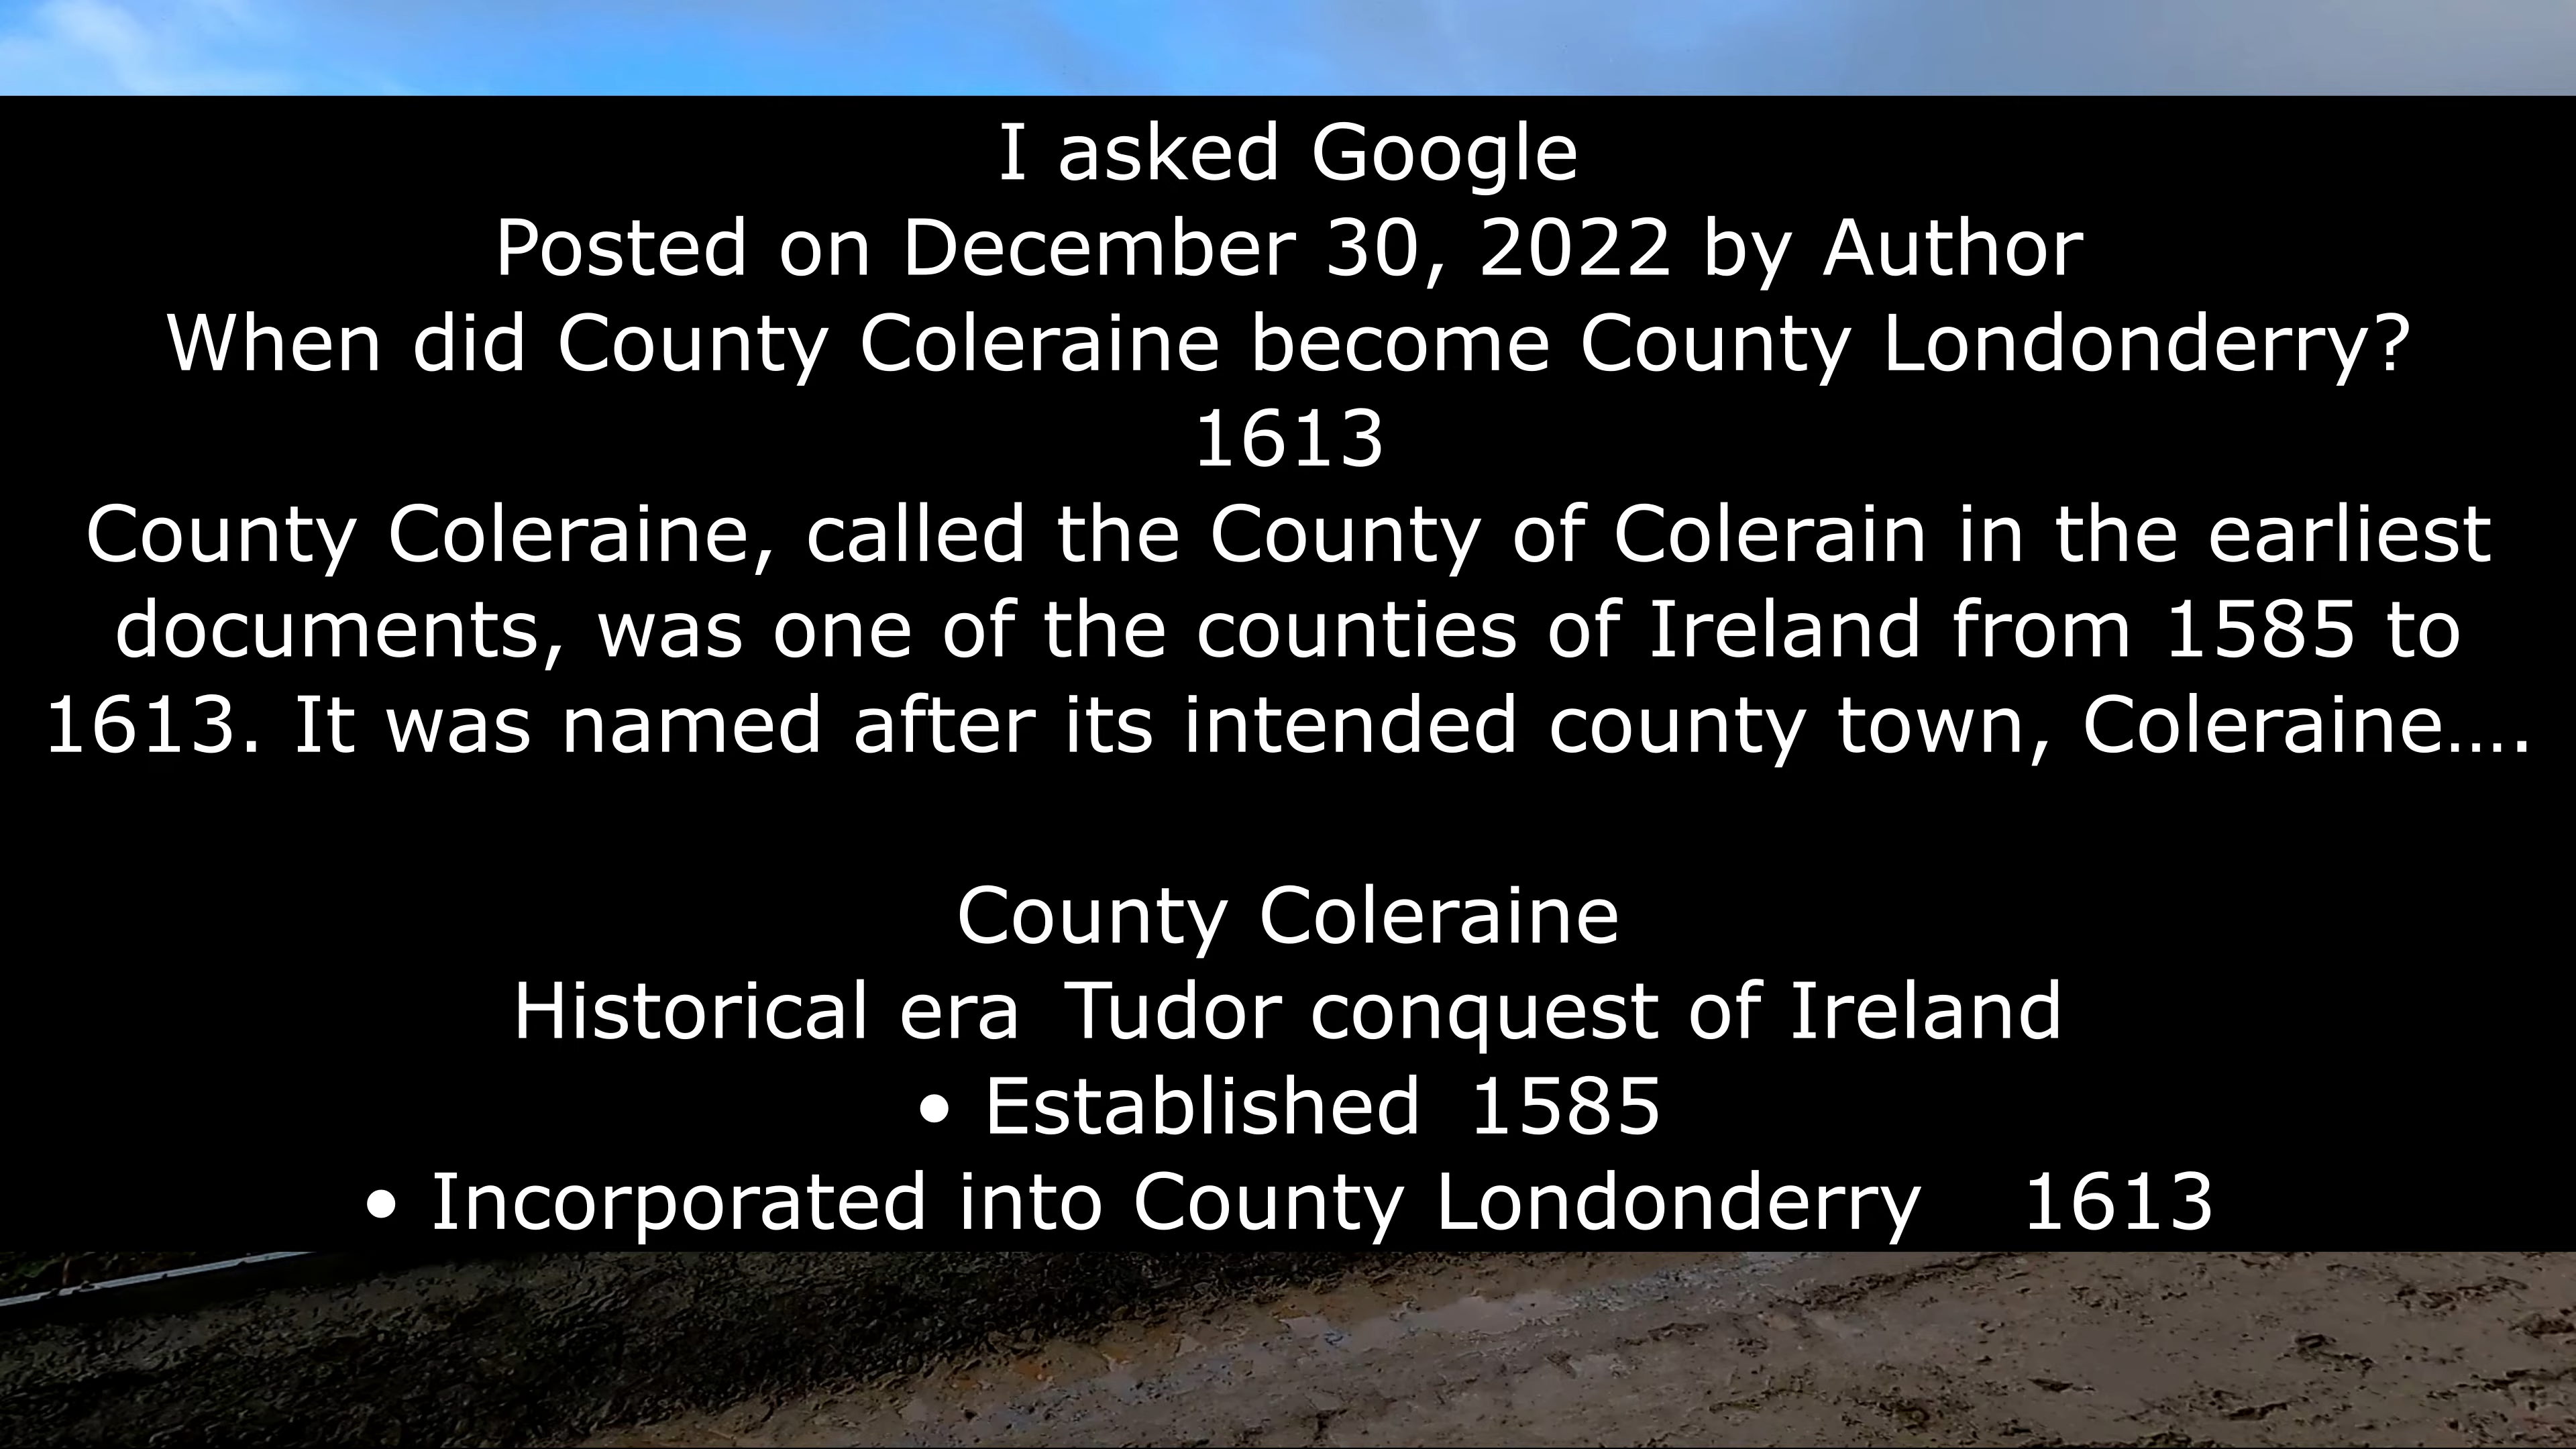 I asked Google
Posted on December 30, 2022 by Author
When did County Coleraine become County Londonderry?
1613
County Coleraine, called the County of Colerain in the earliest
documents, was one of the counties of Ireland from 1585 to
1613. It was named after its intended county town, Coleraine....

County Coleraine
Historical era Tudor conquest of Ireland
• Established 1585
• Incorporated into County Londonderry 1613